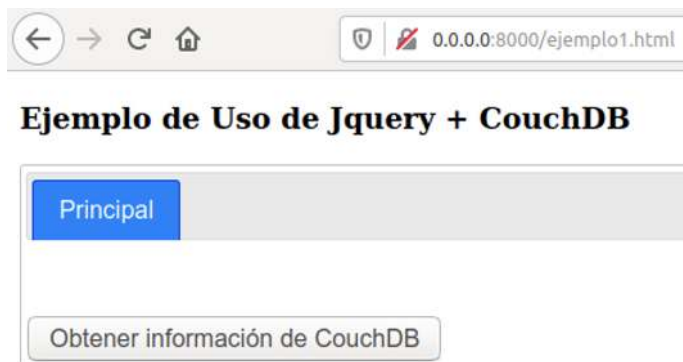 0.0.0.0:8000/ejemplo1.html
Ejemplo de Uso de Jquery + CouchDB
Principal
Obtener información de CouchDB